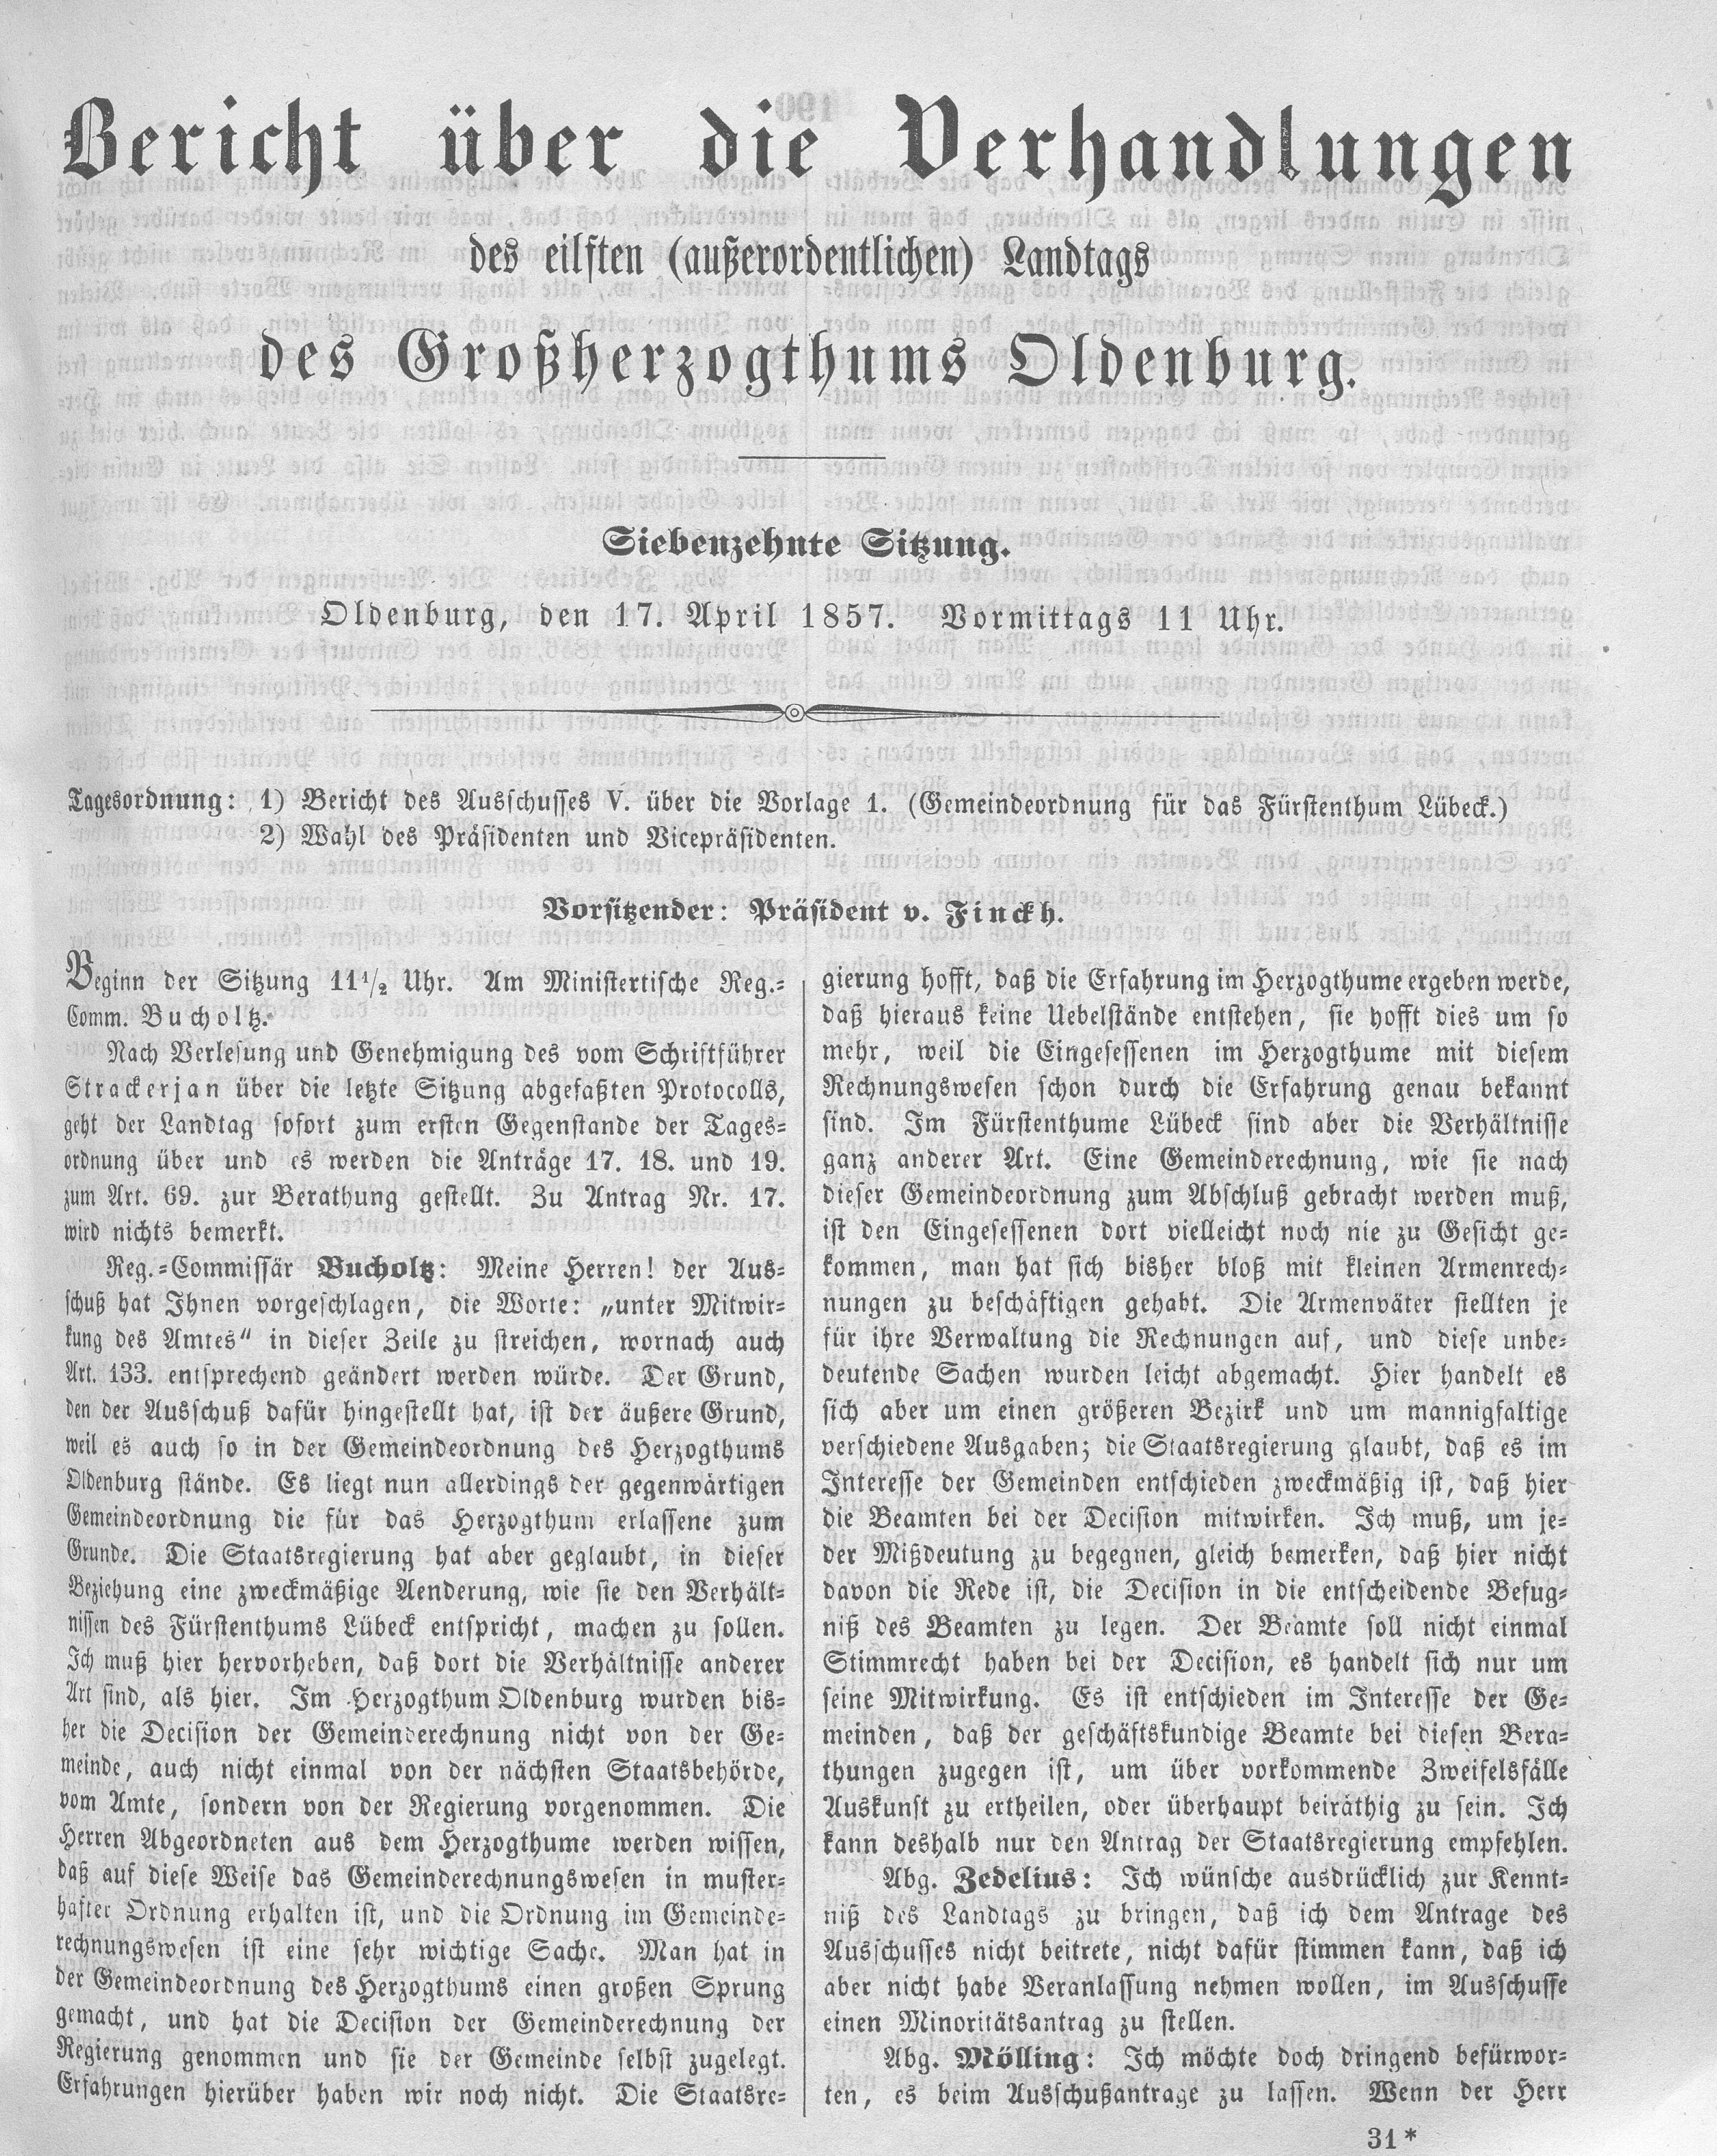 Bericht über die Verhandlungen
des eilften (außerordentlichen) Landtags
des Großherzogthums Oldenburg.
Siebenzehnte Sitzung.
Oldenburg, den 17. April 1857. Vormittags 11 Uhr.
Tagesordnung: 1) Bericht des Ausschusses V. über die Vorlage 1. (Gemeindeordnung für das Fürstenthum Lübeck.)
2) Wahl des Präsidenten und Vicepräsidenten.
Vorsitzender: Präsident v. Finckh.
Beginn der Sitzung 11 1/2 Uhr. Am Ministertische Reg.=
Comm. Bucholtz.
Nach Verlesung und Genehmigung des vom Schriftführer
Strackerjan über die letzte Sitzung abgefaßten Protocolls,
geht der Landtag sofort zum ersten Gegenstande der Tages=
ordnung über und es werden die Anträge 17. 18. und 19.
zum Art. 69. zur Berathung gestellt. Zu Antrag Nr. 17.
wird nichts bemerkt.
Reg.=Commissär Bucholtz: Meine Herren! der Aus=
schuß hat Ihnen vorgeschlagen, die Worte: „unter Mitwir=
kung des Amtes“ in dieser Zeile zu streichen, wornach auch
Art. 133. entsprechend geändert werden würde. Der Grund,
den der Ausschuß dafür hingestellt hat, ist der äußere Grund,
weil es auch so in der Gemeindeordnung des Herzogthums
Oldenburg stände. Es liegt nun allerdings der gegenwärtigen
Gemeindeordnung die für das Herzogthum erlassene zum
Grunde. Die Staatsregierung hat aber geglaubt, in dieser
Beziehung eine zweckmäßige Aenderung, wie sie den Verhält=
nissen des Fürstenthums Lübeck entspricht, machen zu sollen.
Ich muß hier hervorheben, daß dort die Verhältnisse anderer
Art sind, als hier. Im Herzogthum Oldenburg wurden bis=
her die Decision der Gemeinderechnung nicht von der Ge=
meinde, auch nicht einmal von der nächsten Staatsbehörde,
vom Amte, sondern von der Regierung vorgenommen. Die
Herren Abgeordneten aus dem Herzogthume werden wissen,
daß auf diese Weise das Gemeinderechnungswesen in muster=
hafter Ordnung erhalten ist, und die Ordnung im Gemeinde=
rechnungswesen ist eine sehr wichtige Sache. Man hat in
der Gemeindeordnung des Herzogthums einen großen Sprung
gemacht, und hat die Decision der Gemeinderechnung der
Regierung genommen und sie der Gemeinde selbst zugelegt.
Erfahrungen hierüber haben wir noch nicht. Die Staatsre=
gierung hofft, daß die Erfahrung im Herzogthume ergeben werde,
daß hieraus keine Uebelstände entstehen, sie hofft dies um so
mehr, weil die Eingesessenen im Herzogthume mit diesem
Rechnungswesen schon durch die Erfahrung genau bekannt
sind. Im Fürstenthume Lübeck sind aber die Verhältnisse
ganz anderer Art. Eine Gemeinderechnung, wie sie nach
dieser Gemeindeordnung zum Abschluß gebracht werden muß,
ist den Eingesessenen dort vielleicht noch nie zu Gesicht ge=
kommen, man hat sich bisher bloß mit kleinen Armenrech=
nungen zu beschäftigen gehabt. Die Armenväter stellten je
für ihre Verwaltung die Rechnungen auf, und diese unbe=
deutende Sachen wurden leicht abgemacht. Hier handelt es
sich aber um einen größeren Bezirk und um mannigfaltige
verschiedene Ausgaben; die Staatsregierung glaubt, daß es im
Interesse der Gemeinden entschieden zweckmäßig ist, daß hier
die Beamten bei der Decision mitwirken. Ich muß, um je=
der Mißdeutung zu begegnen, gleich bemerken, daß hier nicht
davon die Rede ist, die Decision in die entscheidende Befug=
niß des Beamten zu legen. Der Beamte soll nicht einmal
Stimmrecht haben bei der Decision, es handelt sich nur um
seine Mitwirkung. Es ist entschieden im Interesse der Ge=
meinden, daß der geschäftskundige Beamte bei diesen Bera=
thungen zugegen ist, um über vorkommende Zweifelsfälle
Auskunft zu ertheilen, oder überhaupt beiräthig zu sein. Ich
kann deshalb nur den Antrag der Staatsregierung empfehlen.
Abg. Zedelius: Ich wünsche ausdrücklich zur Kennt=
niß des Landtags zu bringen, daß ich dem Antrage des
Ausschusses nicht beitrete, nicht dafür stimmen kann, daß ich
aber nicht habe Veranlassung nehmen wollen, im Ausschusse
einen Minoritätsantrag zu stellen.
Abg. Mölling: Ich möchte doch dringend befürwor=
ten, es beim Ausschußantrage zu lassen. Wenn der Herr
31*